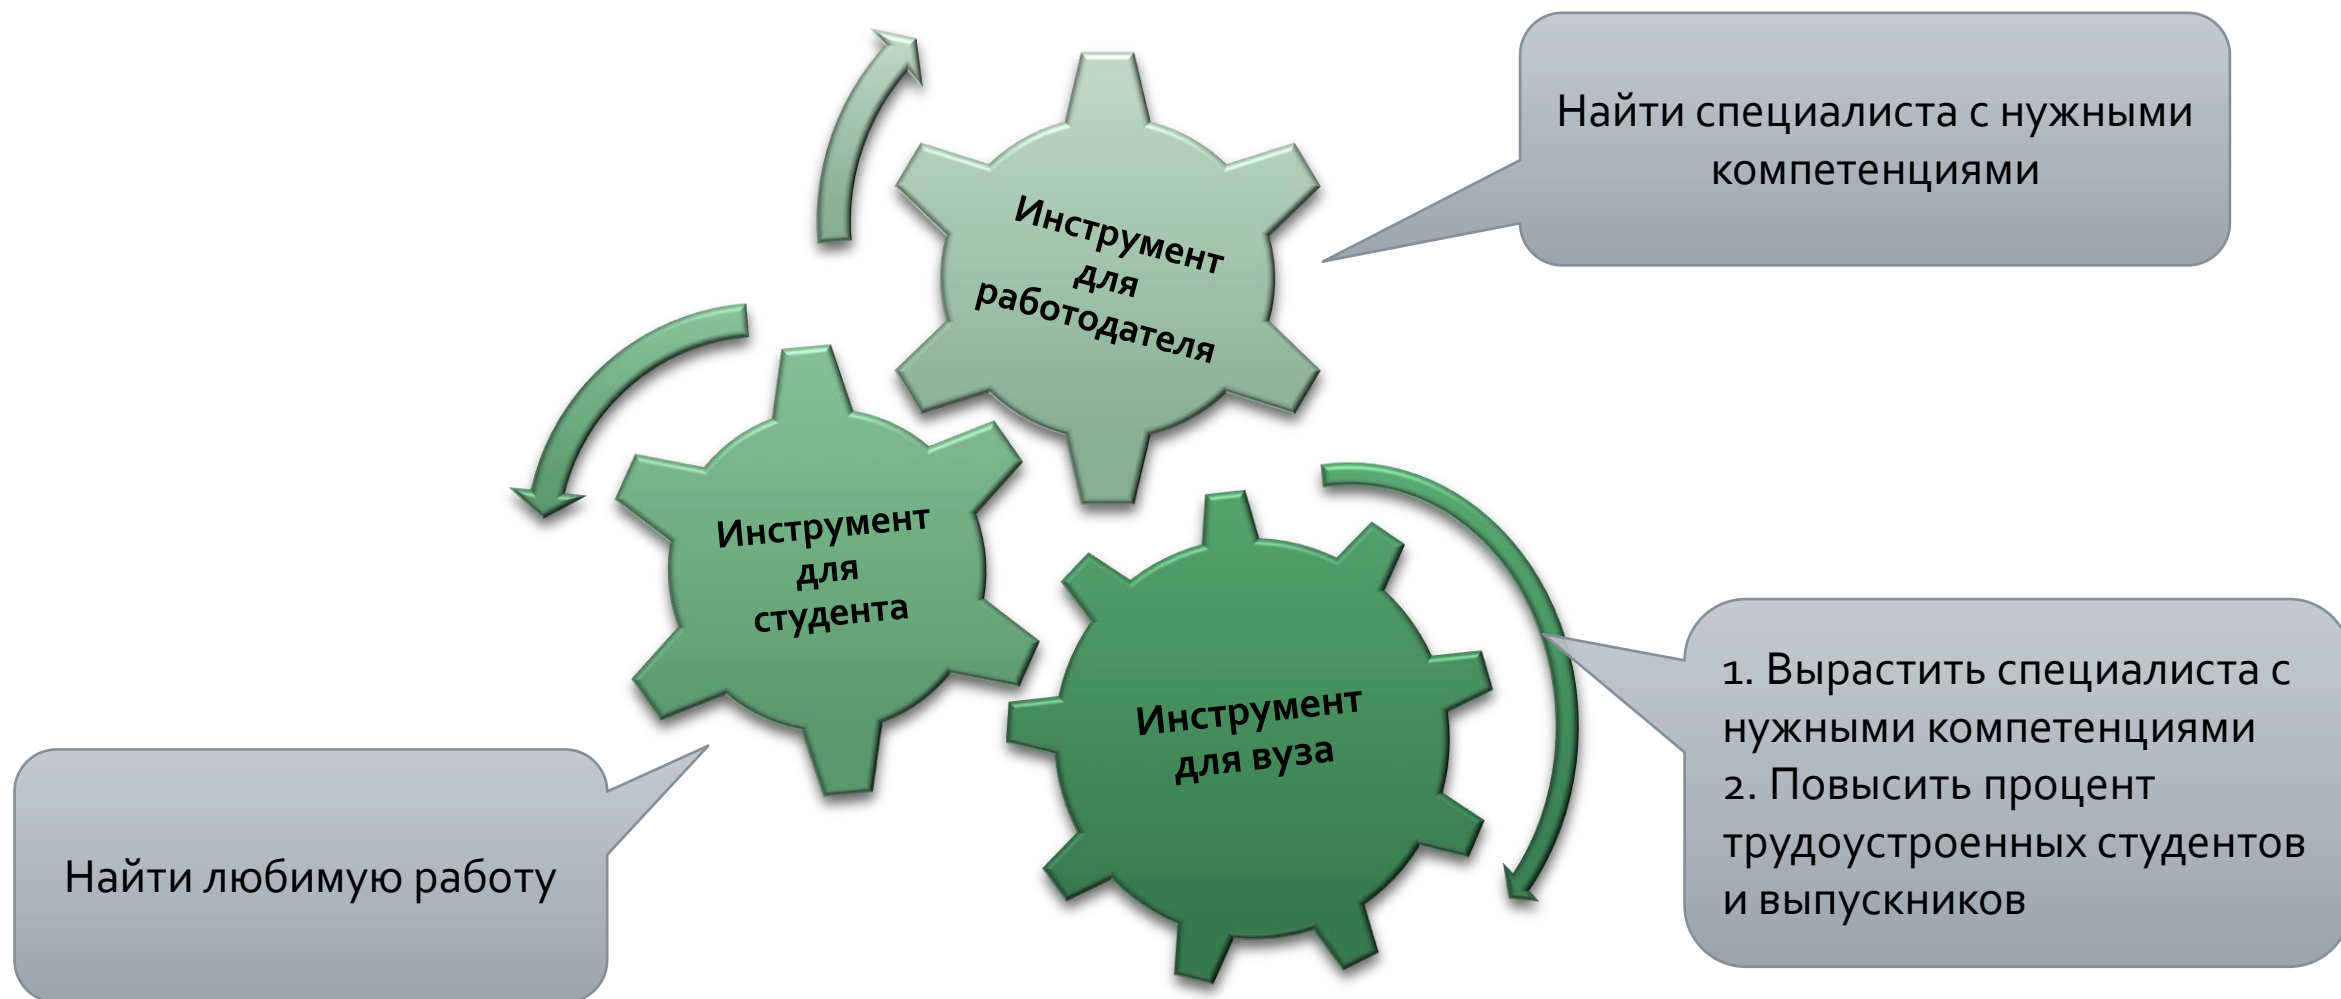 Найти специалиста с нужными
компетенциями
Инструмент
для
работодателя
Инструмент
для
студента
Инструмент
для вуза
1. Вырастить специалиста с
нужными компетенциями
2. Повысить процент
трудоустроенных студентов
и выпускников
Найти любимую работу